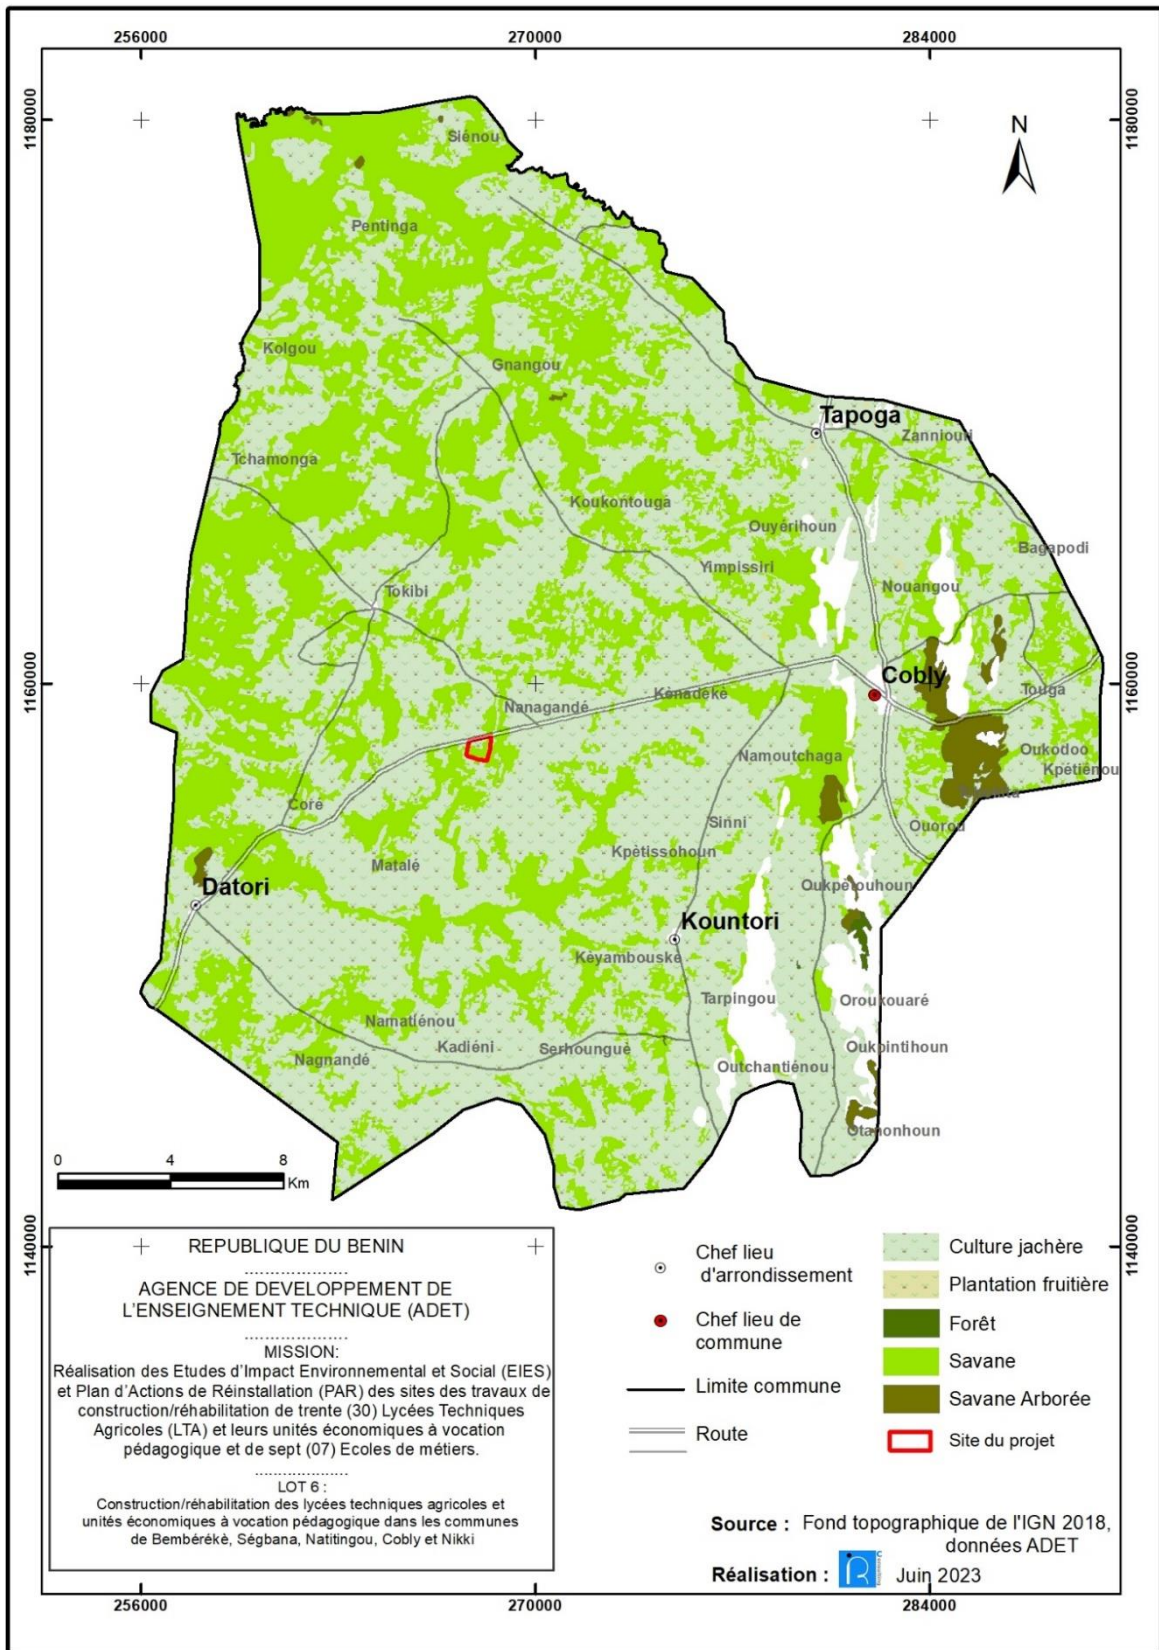 256000
270000
284000
1180000
1180000
N
Siénou
Pentinga
Kolgou
Gnangou
Tapoga
Zanniouli
Tchamonga
Koukontouga
Ouyérihoun
Bagapodi
Yimpissiri
Nouangou
Tokibi
1160000
1160000
Cobly
Kènadékè
Touga
Nanagandé
Namoutchaga
Oukodoo
Kpétiénou
Coré
Sinni
Ouorou
Kpétissohoun
Matalé
Datori
Oukpétouhoun
Kountori
Kéyambouské
Tarpingou
Oroukouaré
Namatiénou
Kadiéni
Serhounguè
Oukpintihoun
Nagnandé
Outchantiénou
Otanonhoun
0
4
8
Km
1140000
1140000
REPUBLIQUE DU BENIN
...................
AGENCE DE DEVELOPPEMENT DE
L'ENSEIGNEMENT TECHNIQUE (ADET)
...................
MISSION:
Réalisation des Etudes d'Impact Environnemental et Social (EIES)
et Plan d'Actions de Réinstallation (PAR) des sites des travaux de
construction/réhabilitation de trente (30) Lycées Techniques
Agricoles (LTA) et leurs unités économiques à vocation
pédagogique et de sept (07) Ecoles de métiers.
...................
LOT 6 :
Construction/réhabilitation des lycées techniques agricoles et
unités économiques à vocation pédagogique dans les communes
de Bembérékè, Ségbana, Natitingou, Cobly et Nikki
Chef lieu
d'arrondissement
Chef lieu de
commune
Limite commune
Route
Culture jachère
Plantation fruitière
Forêt
Savane
Savane Arborée
Site du projet
Source : Fond topographique de l'IGN 2018,
données ADET
Réalisation : Juin 2023
256000
270000
284000